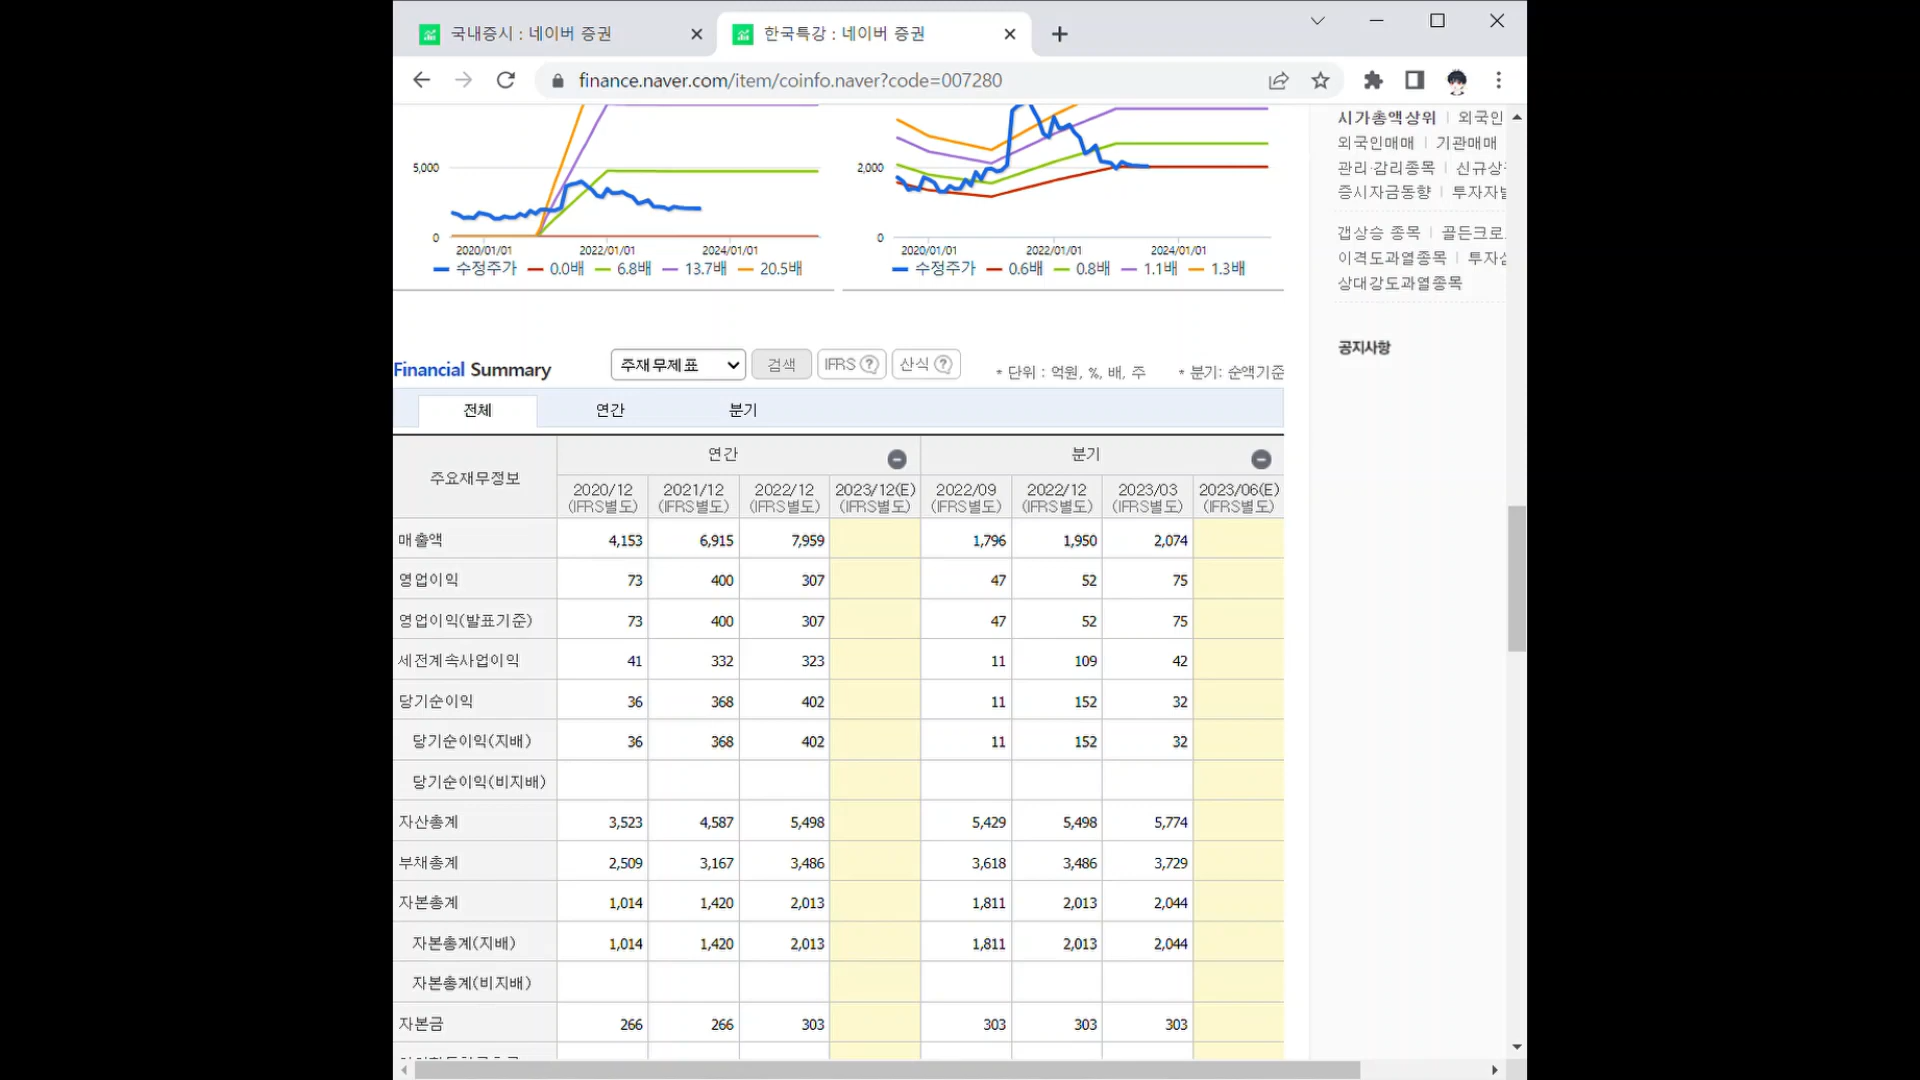 국내증시 : 네이버 증권
한국특강 : 네이버 증권
finance.naver.com/item/coinfo.naver?code=007280
5,000
0
2020/01/01 2022/01/01 2024/01/01
수정주가 0.0배 6.8배 13.7배 20.5배
2,000
0
2020/01/01 2022/01/01 2024/01/01
수정주가 0.6배 0.8배 1.1배 1.3배
시가총액상위 | 외국인
외국인매매 | 기관매매
관리·감리종목 | 신규상
증시자금동향 | 투자자별
갭상승 종목 | 골든크로
이격도과열종목 | 투자심
상대강도과열종목
공지사항
Financial Summary
주재무제표 검색 IFRS ? 산식 ?
* 단위 : 억원, %, 배, 주 * 분기: 순액기준
전체 연간 분기
주요재무정보 연간 분기
2020/12 2021/12 2022/12 2023/12(E) 2022/09 2022/12 2023/03 2023/06(E)
(IFRS별도) (IFRS별도) (IFRS별도) (IFRS별도) (IFRS별도) (IFRS별도) (IFRS별도) (IFRS별도)
매출액 4,153 6,915 7,959 1,796 1,950 2,074
영업이익 73 400 307 47 52 75
영업이익(발표기준) 73 400 307 47 52 75
세전계속사업이익 41 332 323 11 109 42
당기순이익 36 368 402 11 152 32
당기순이익(지배) 36 368 402 11 152 32
당기순이익(비지배)
자산총계 3,523 4,587 5,498 5,429 5,498 5,774
부채총계 2,509 3,167 3,486 3,618 3,486 3,729
자본총계 1,014 1,420 2,013 1,811 2,013 2,044
자본총계(지배) 1,014 1,420 2,013 1,811 2,013 2,044
자본총계(비지배)
자본금 266 266 303 303 303 303